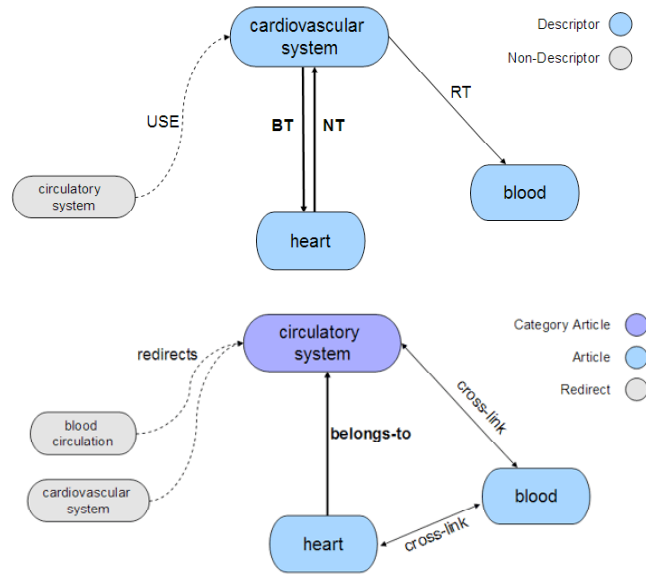 cardiovascular
system
Descriptor
Non-Descriptor
USE
BT
NT
RT
circulatory
system
blood
heart
circulatory
system
Category Article
Article
Redirect
redirects
blood
circulation
belongs-to
cross-link
cardiovascular
system
blood
heart
cross-link